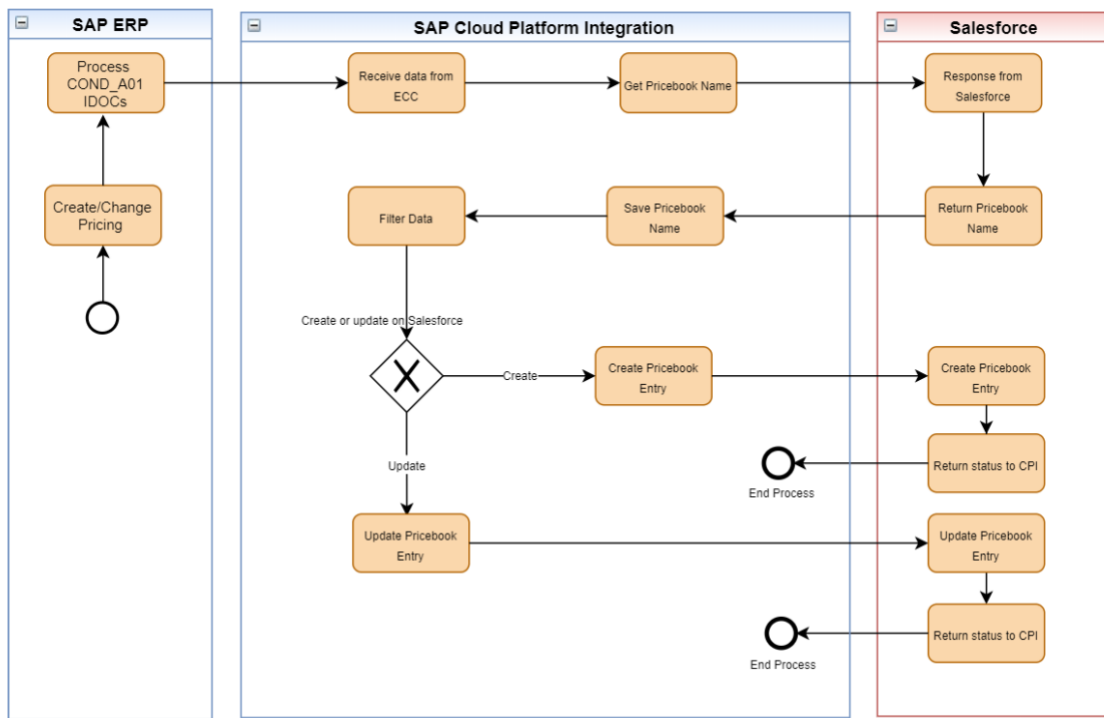 SAP ERP
SAP Cloud Platform Integration
Salesforce
Process
COND_A01
IDOCs
Receive data from
ECC
Get Pricebook Name
Response from
Salesforce
Create/Change
Pricing
Filter Data
Save Pricebook
Name
Return Pricebook
Name
Create or update on Salesforce
Create
Create Pricebook
Entry
Create Pricebook
Entry
Return status to CPI
End Process
Update
Update Pricebook
Entry
Update Pricebook
Entry
Return status to CPI
End Process